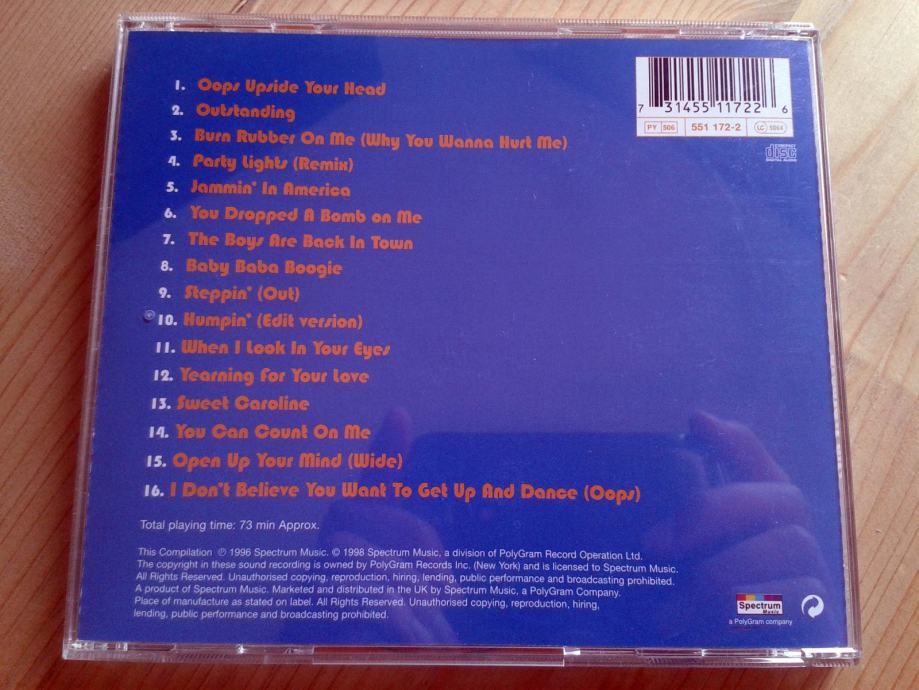 1. Oops Upside Your Head
2. Outstanding
3. Burn Rubber On Me (Why You Wanna Hurt Me)
4. Party Lights (Remix)
5. Jammin' In America
6. You Dropped A Bomb on Me
7. The Boys Are Back In Town
8. Baby Baba Boogie
9. Steppin' (Out)
10. Humpin' (Edit version)
11. When I Look In Your Eyes
12. Yearning For Your Love
13. Sweet Caroline
14. You Can Count On Me
15. Open Up Your Mind (Wide)
16. I Don't Believe You Want To Get Up And Dance (Oops)
7 31455 11722 6
PY 506 551 172-2 LC 5064
COMPACT
disc
DIGITAL AUDIO
Total playing time: 73 min Approx.
This Compilation ℗ 1996 Spectrum Music. © 1998 Spectrum Music, a division of PolyGram Record Operation Ltd.
The copyright in these sound recording is owned by PolyGram Records Inc. (New York) and is licensed to Spectrum Music.
All Rights Reserved. Unauthorised copying, reproduction, hiring, lending, public performance and broadcasting prohibited.
A product of Spectrum Music. Marketed and distributed in the UK by Spectrum Music, a PolyGram Company.
Place of manufacture as stated on label. All Rights Reserved. Unauthorised copying, reproduction, hiring,
lending, public performance and broadcasting prohibited.
Spectrum
Music
a PolyGram company